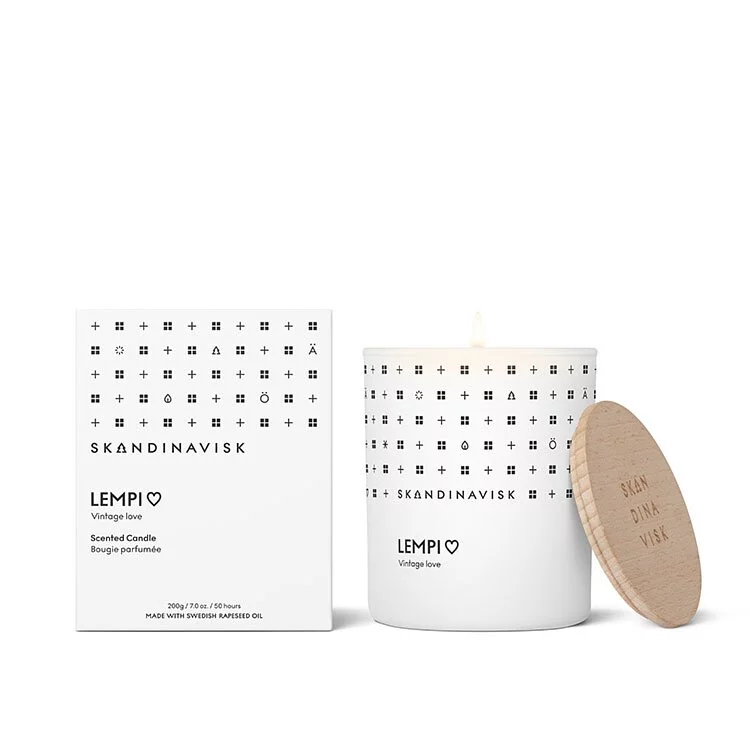 Ä
Ö
SKANDINAVISK
LEMPI♡
Vintage love
Scented Candle
Bougie parfumée
200g / 7.0 oz. / 50 hours
MADE WITH SWEDISH RAPESEED OIL
Ä
Ö
SKANDINAVISK
LEMPI♡
Vintage love
SKAN
DINA
VISK